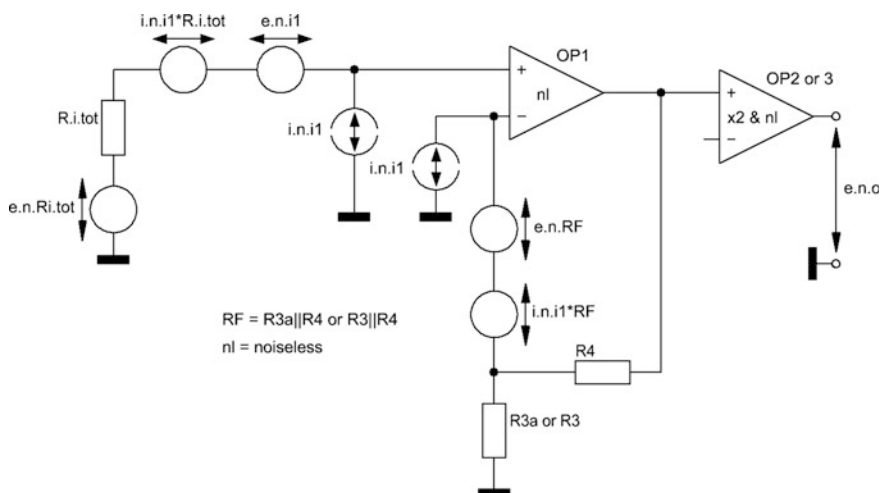 i.n.i1*R.i.tot
e.n.i1
OP1
OP2 or 3
+
nl
−
+
x2 & nl
−
R.i.tot
i.n.i1
i.n.i1
e.n.Ri.tot
e.n.o
e.n.RF
RF = R3a||R4 or R3||R4
nl = noiseless
i.n.i1*RF
R4
R3a or R3